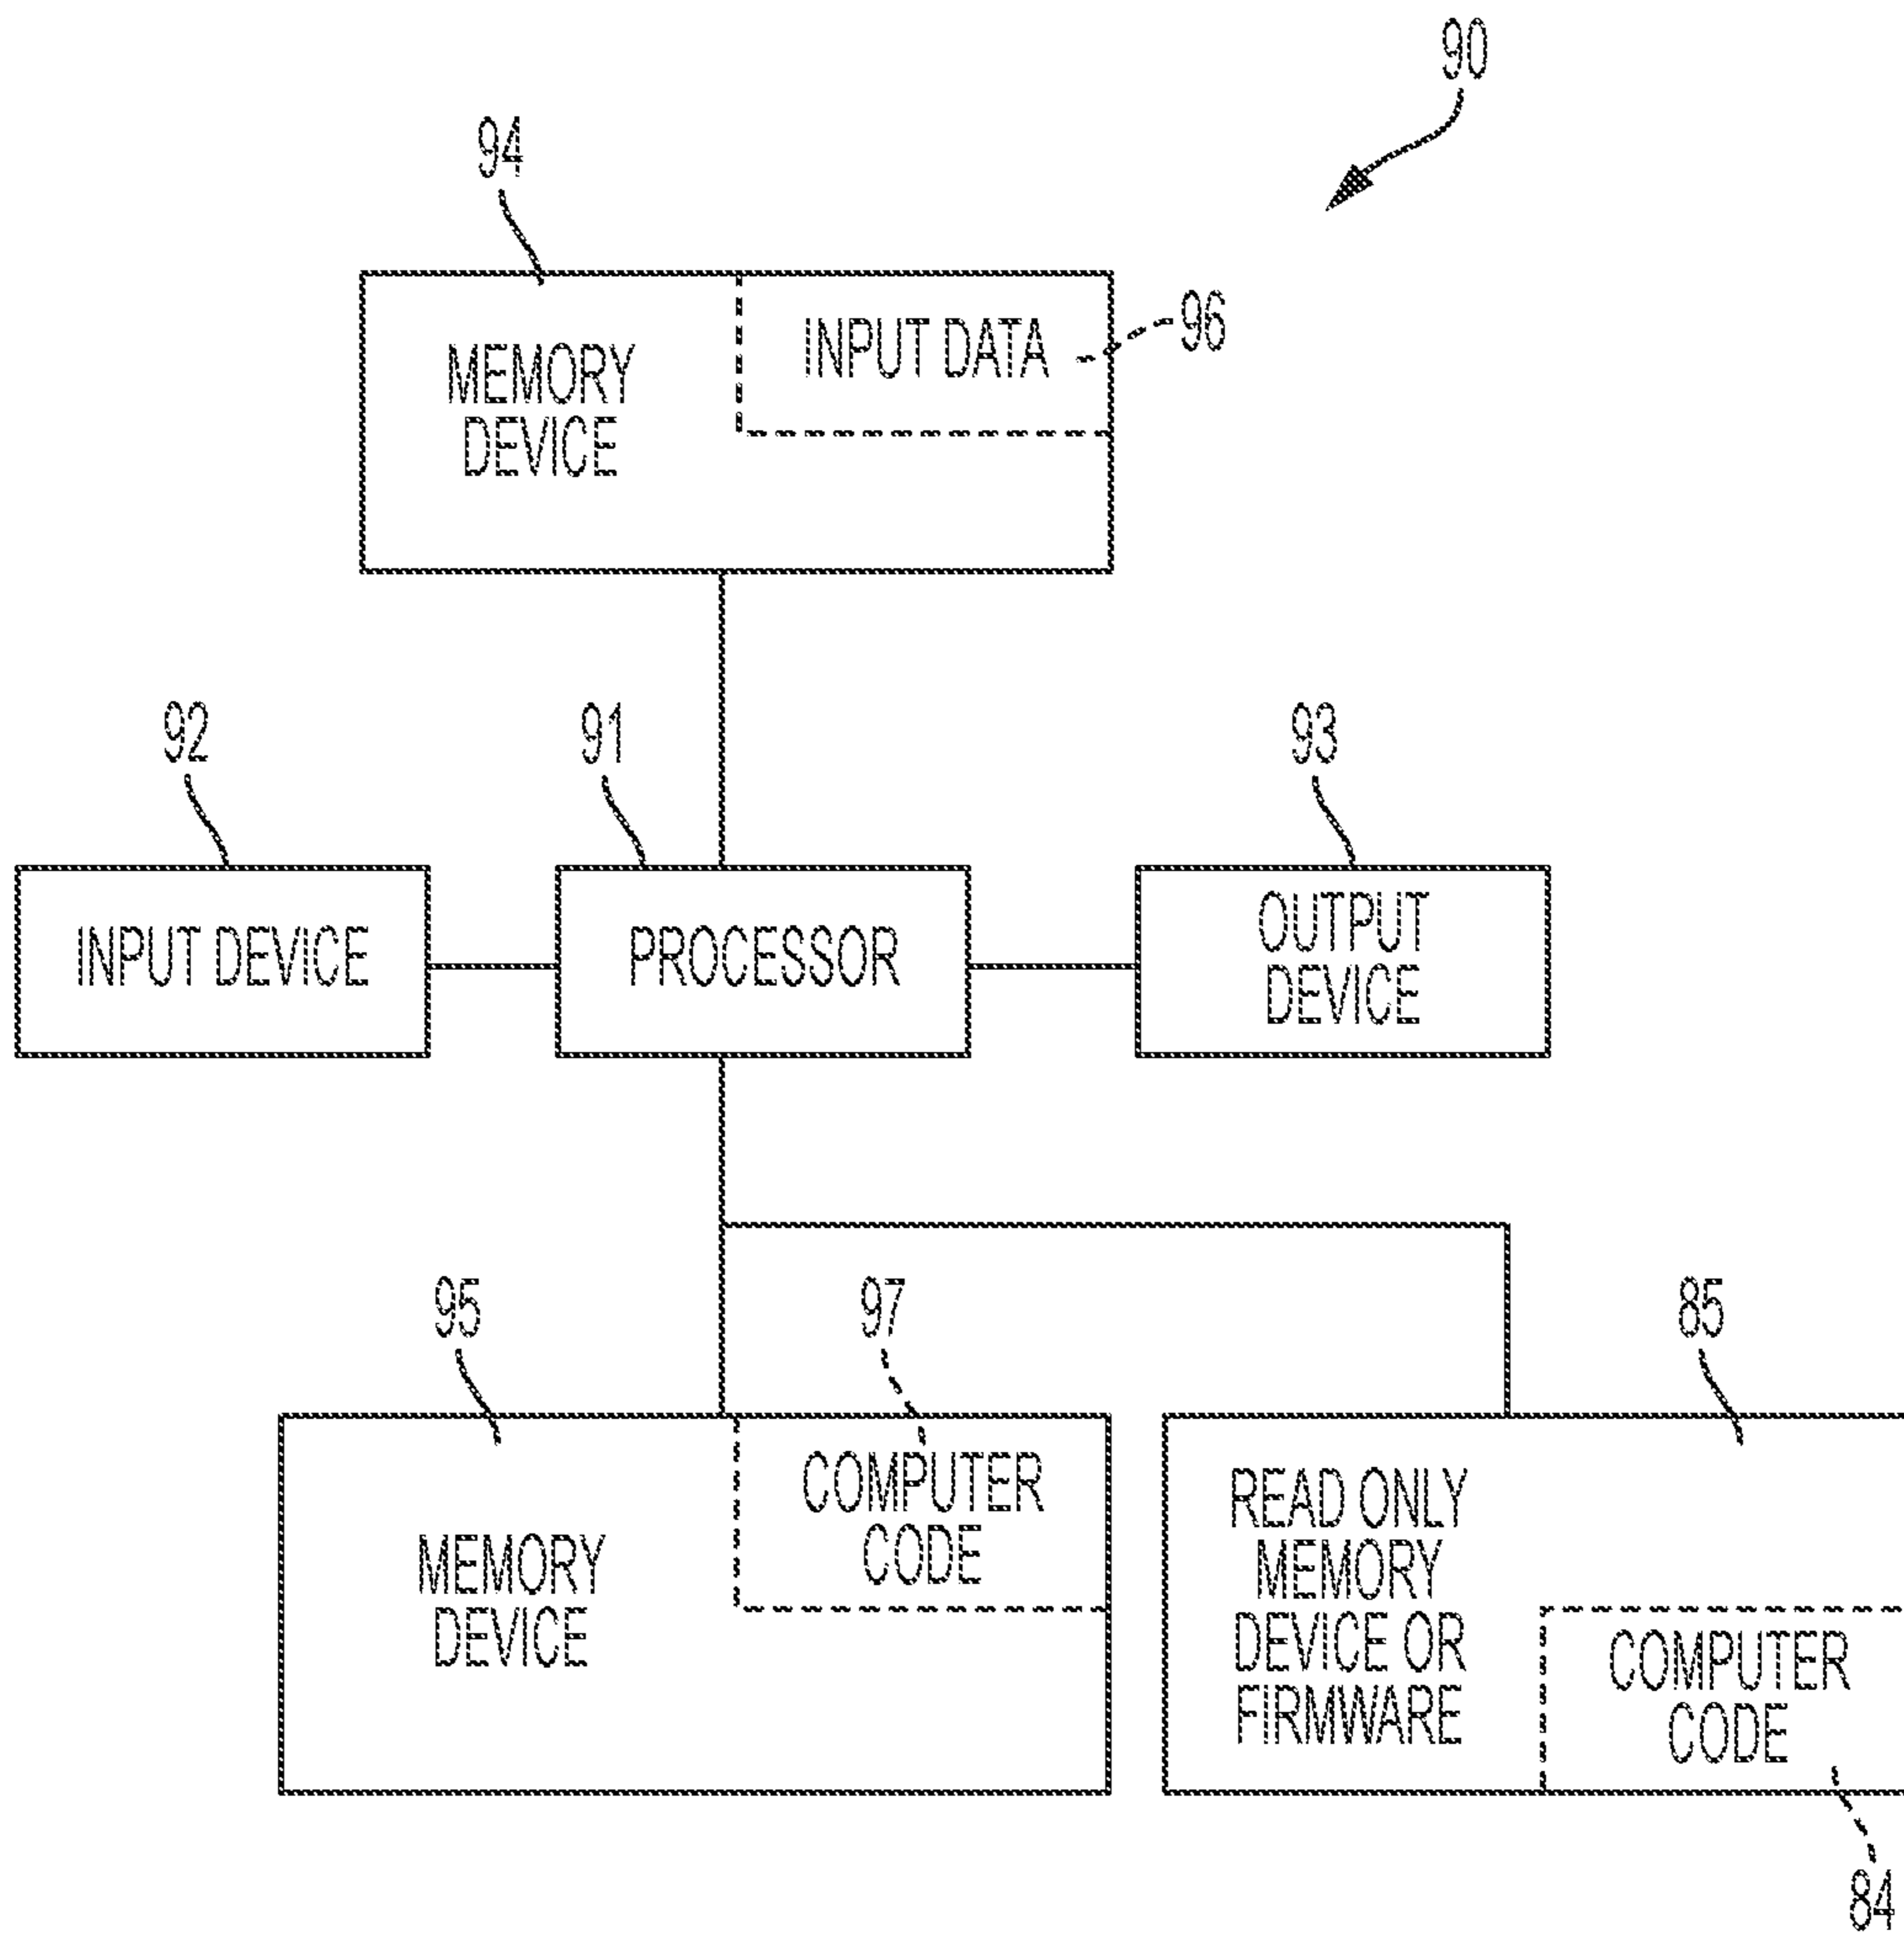 90
94
MEMORY
DEVICE
INPUT DATA
96
92
91
93
INPUT DEVICE
PROCESSOR
OUTPUT
DEVICE
95
97
85
MEMORY
DEVICE
COMPUTER
CODE
READ ONLY
MEMORY
DEVICE OR
FIRMWARE
COMPUTER
CODE
84